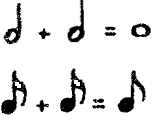 𝅗𝅥 + 𝅗𝅥 = 𝅝
𝅘𝅥𝅯 + 𝅘𝅥𝅯 = 𝅘𝅥𝅮